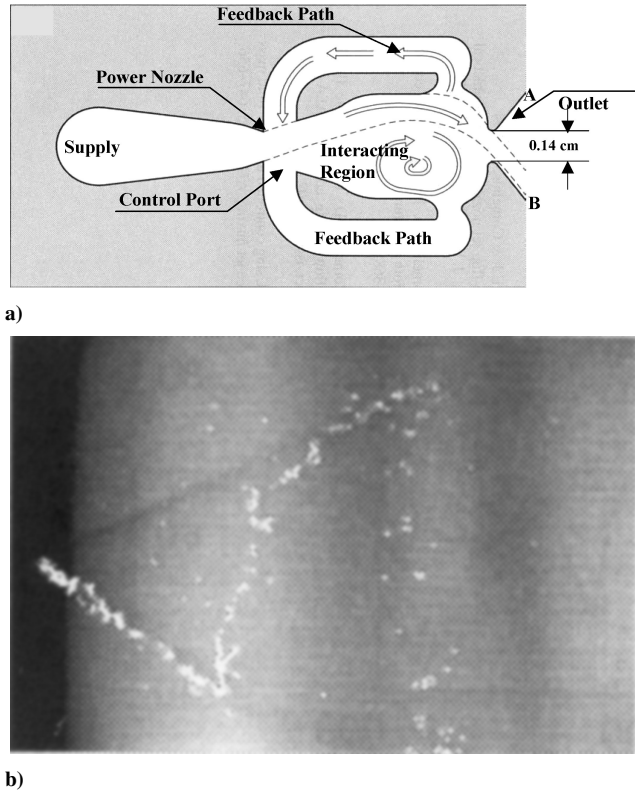 Feedback Path
Power Nozzle
A
Outlet
Supply
Interacting
Region
0.14 cm
Control Port
B
Feedback Path
a)
b)